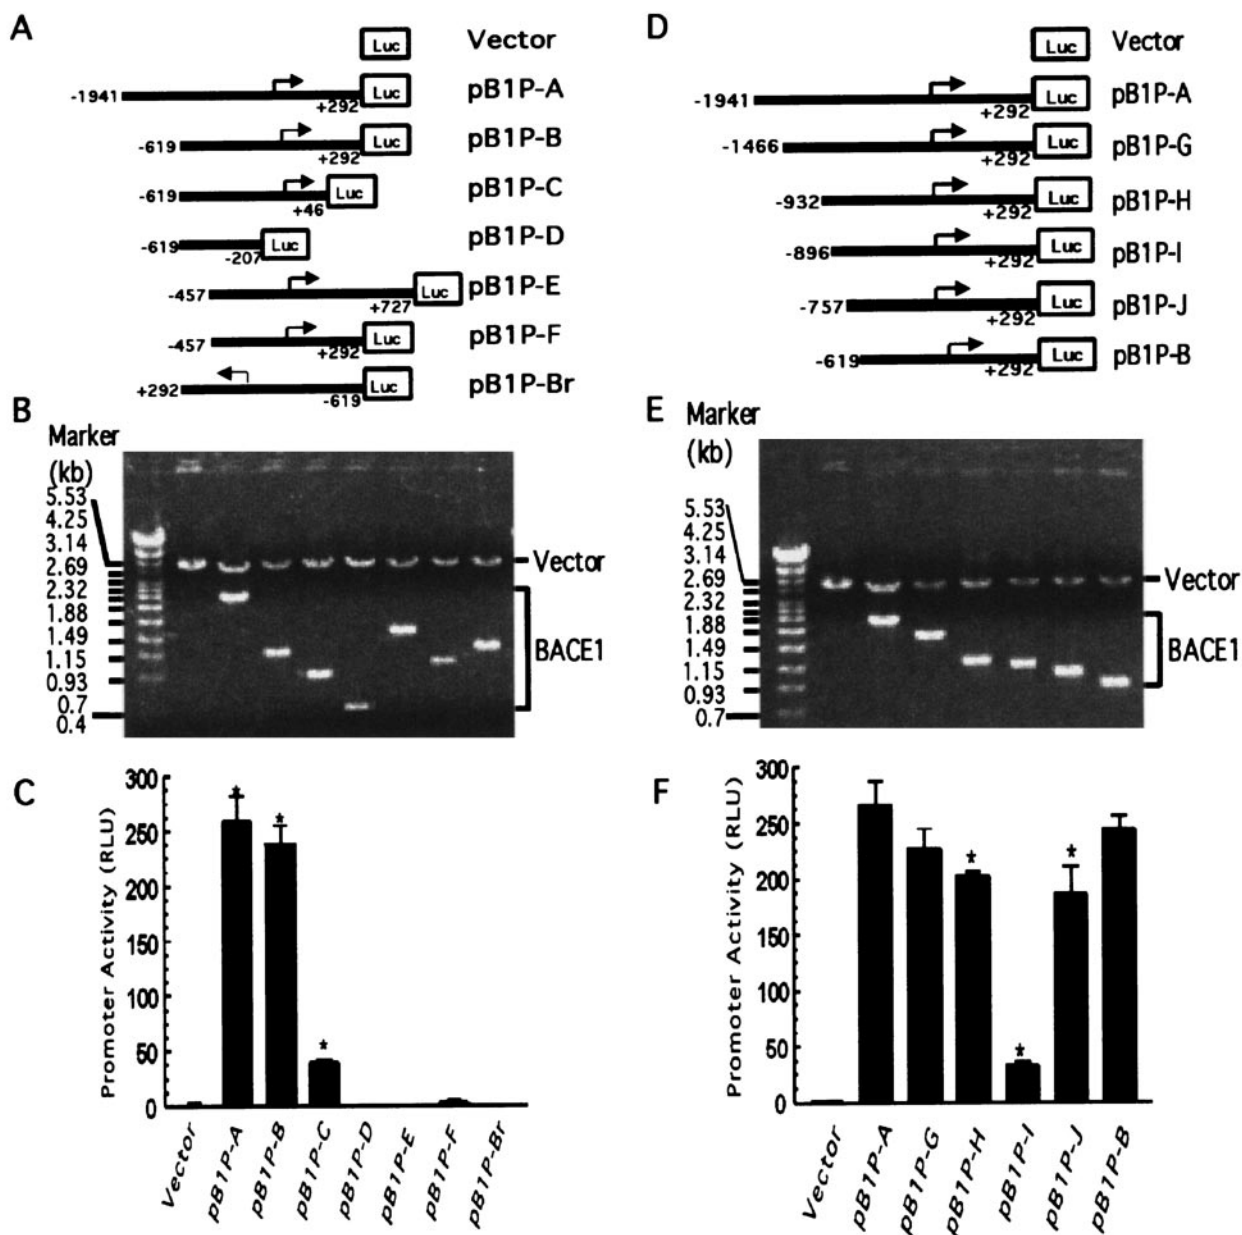 A
Luc Vector
-1941 +292 Luc pB1P-A
-619 +292 Luc pB1P-B
-619 +46 Luc pB1P-C
-619 -207 Luc pB1P-D
-457 +727 Luc pB1P-E
-457 +292 Luc pB1P-F
+292 -619 Luc pB1P-Br
B
Marker
(kb)
5.53
4.25
3.14
2.69
2.32
1.88
1.49
1.15
0.93
0.7
0.4
Vector
BACE1
C
Promoter Activity (RLU)
300
250
200
150
100
50
0
* * *
Vector pB1P-A pB1P-B pB1P-C pB1P-D pB1P-E pB1P-F pB1P-Br
D
Luc Vector
-1941 +292 Luc pB1P-A
-1466 +292 Luc pB1P-G
-932 +292 Luc pB1P-H
-896 +292 Luc pB1P-I
-757 +292 Luc pB1P-J
-619 +292 Luc pB1P-B
E
Marker
(kb)
5.53
4.25
3.14
2.69
2.32
1.88
1.49
1.15
0.93
0.7
Vector
BACE1
F
Promoter Activity (RLU)
300
250
200
150
100
50
0
* * *
Vector pB1P-A pB1P-G pB1P-H pB1P-I pB1P-J pB1P-B